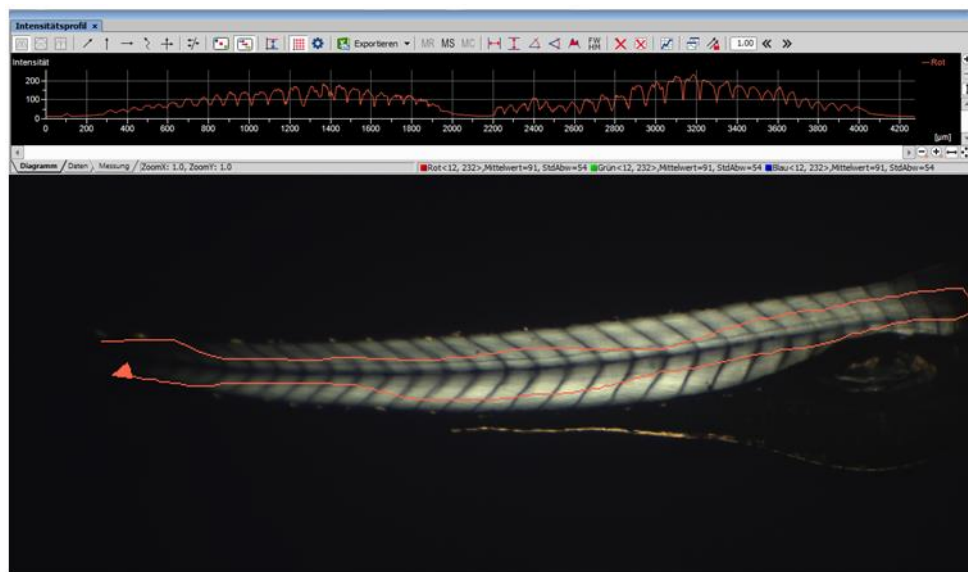 Intensitätsprofil ×
Exportieren MR MS MC FW HM 1.00
Intensität
Rot
200
100
0
0 200 400 600 800 1000 1200 1400 1600 1800 2000 2200 2400 2600 2800 3000 3200 3400 3600 3800 4000 4200
[µm]
Diagramm Daten Messung ZoomX: 1.0, ZoomY: 1.0 Rot<12, 232>,Mittelwert=91, StdAbw=54 Grün<12, 232>,Mittelwert=91, StdAbw=54 Blau<12, 232>,Mittelwert=91, StdAbw=54